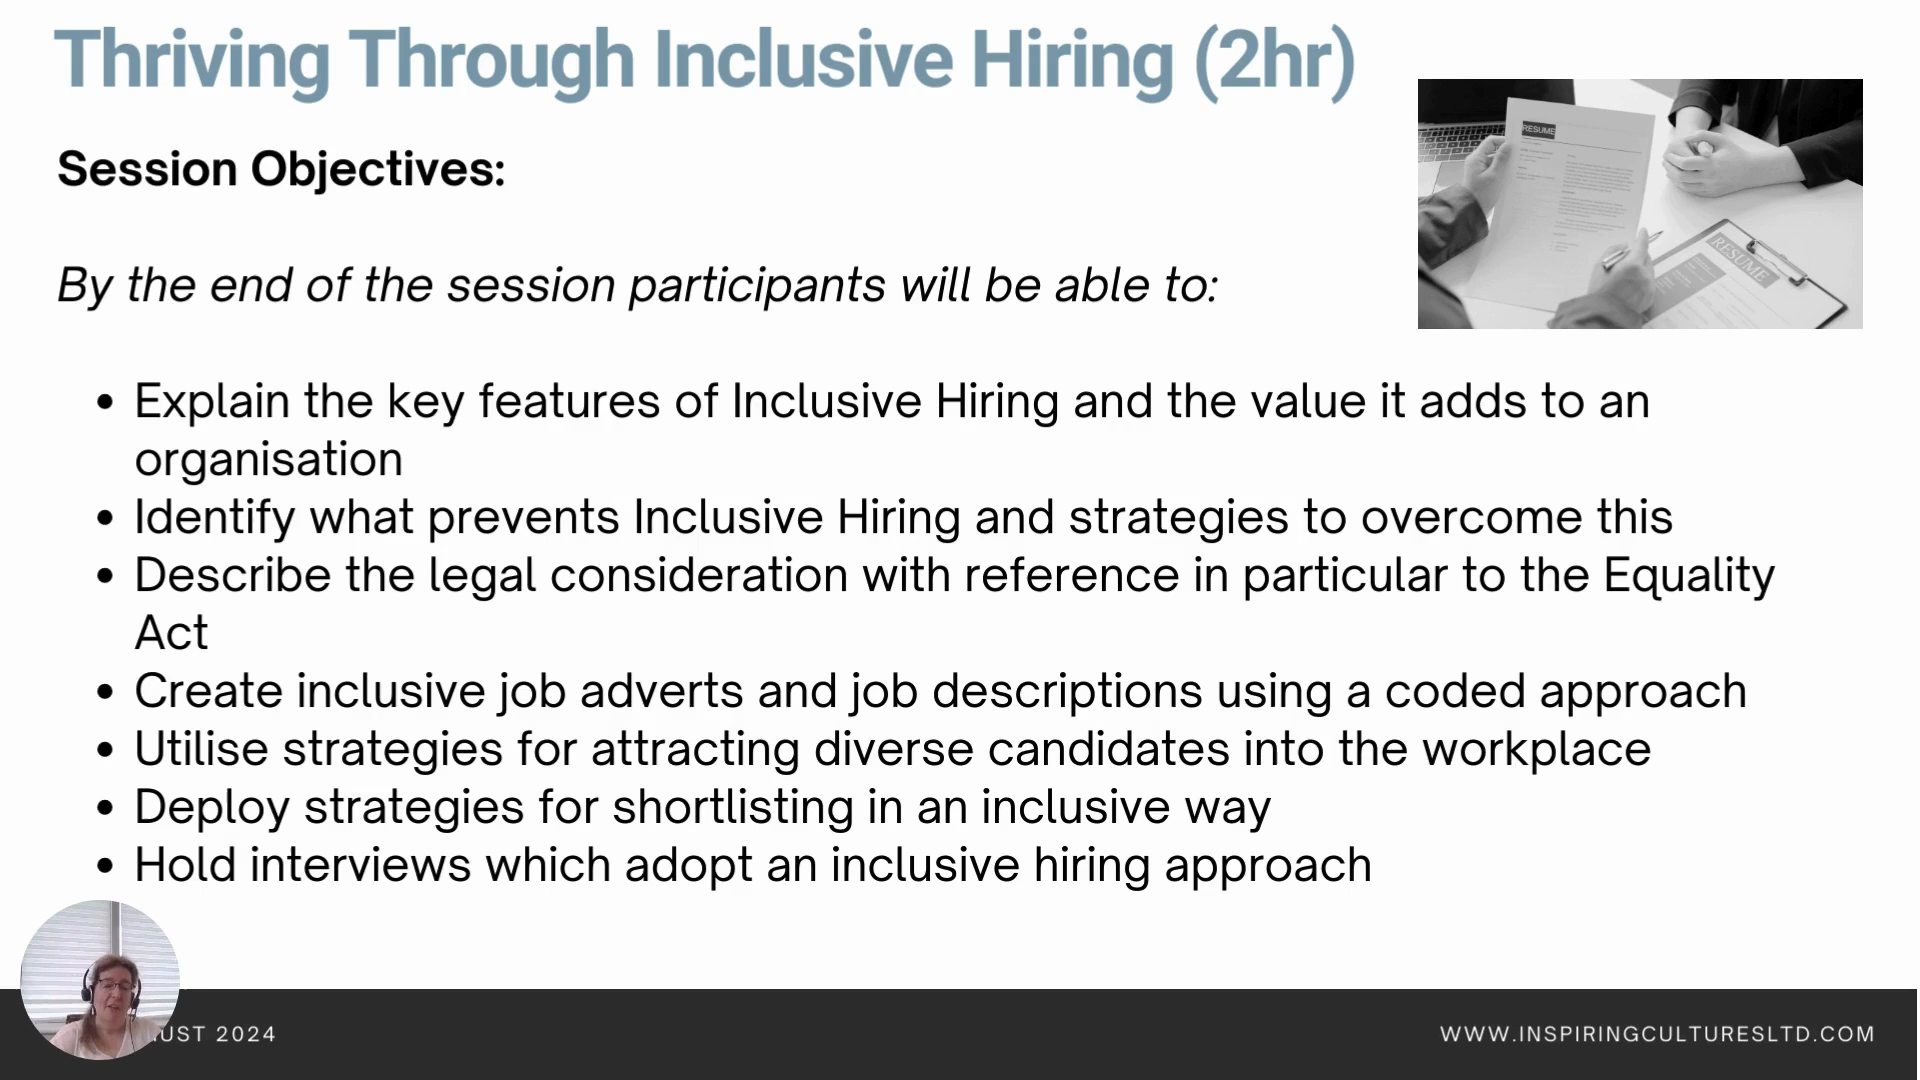 Thriving Through Inclusive Hiring (2hr)
RESUME
RESUME
Session Objectives:
By the end of the session participants will be able to:
• Explain the key features of Inclusive Hiring and the value it adds to an
organisation
• Identify what prevents Inclusive Hiring and strategies to overcome this
• Describe the legal consideration with reference in particular to the Equality
Act
• Create inclusive job adverts and job descriptions using a coded approach
• Utilise strategies for attracting diverse candidates into the workplace
• Deploy strategies for shortlisting in an inclusive way
• Hold interviews which adopt an inclusive hiring approach
UST 2024
WWW.INSPIRINGCULTURESLTD.COM